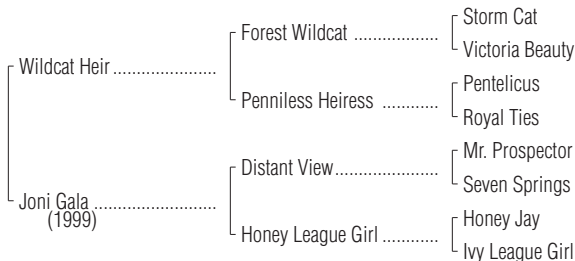 Storm Cat
Forest Wildcat ..................
Victoria Beauty
Wildcat Heir ......................
Pentelicus
Penniless Heiress ............
Royal Ties
Mr. Prospector
Distant View......................
Seven Springs
Joni Gala ..........................
(1999)
Honey Jay
Honey League Girl ............
Ivy League Girl